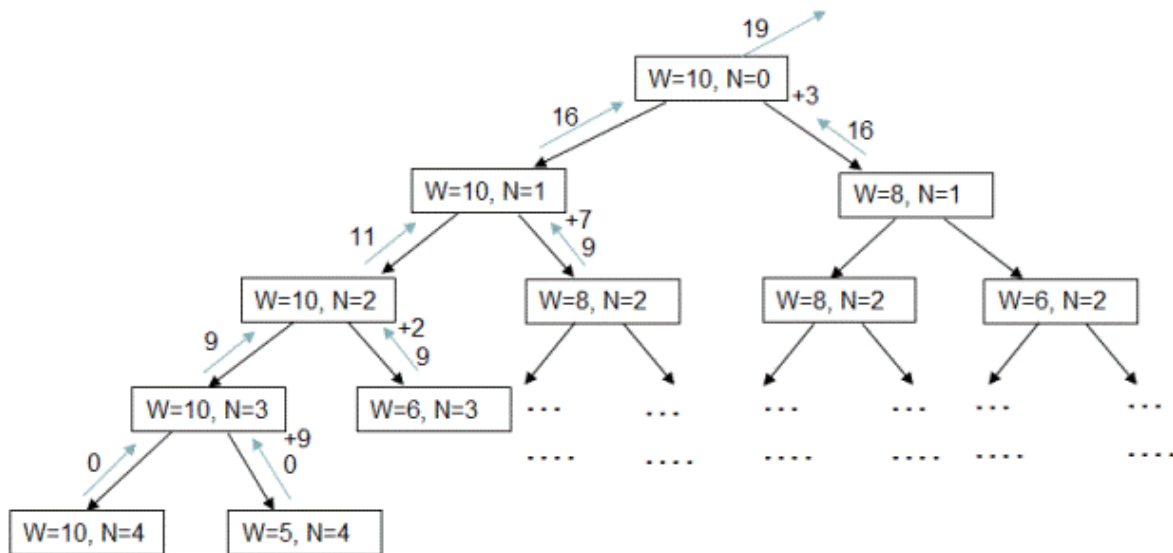 19
W=10, N=0
+3
16
16
W=10, N=1
W=8, N=1
+7
11
9
W=10, N=2
W=8, N=2
W=8, N=2
W=6, N=2
+2
9
9
W=10, N=3
W=6, N=3
... ... ... ... ... ...
+9
0
0
.... .... .... .... .... ....
W=10, N=4
W=5, N=4